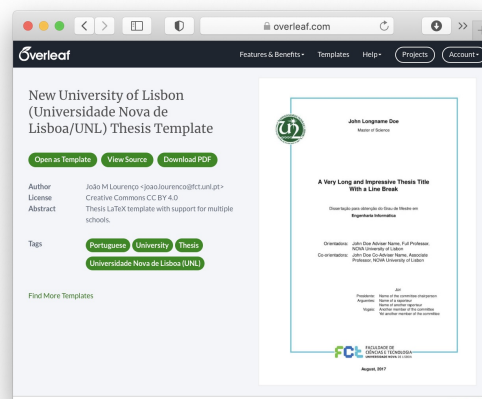 overleaf.com
Overleaf
Features & Benefits
Templates
Help
Projects
Account
New University of Lisbon
(Universidade Nova de
Lisboa/UNL) Thesis Template
Open as Template
View Source
Download PDF
Author João M Lourenço <joao.lourenco@fct.unl.pt>
License Creative Commons CC BY 4.0
Abstract Thesis LaTeX template with support for multiple
schools.
Tags
Portuguese
University
Thesis
Universidade Nova de Lisboa (UNL)
Find More Templates
John Longname Doe
Master of Science
A Very Long and Impressive Thesis Title
With a Line Break
Dissertação para obtenção do Grau de Mestre em
Engenharia Informática
Orientadora: John Doe Adviser Name, Full Professor,
NOVA University of Lisbon
Co-orientadora: John Doe Co-Adviser Name, Associate
Professor, NOVA University of Lisbon
Júri
Presidente: Name of the committee chairperson
Arguentes: Name of a raporteur
Name of another raporteur
Vogais: Another member of the committee
Yet another member of the committee
FCt
FACULDADE DE
CIÊNCIAS E TECNOLOGIA
UNIVERSIDADE NOVA DE LISBOA
August, 2017